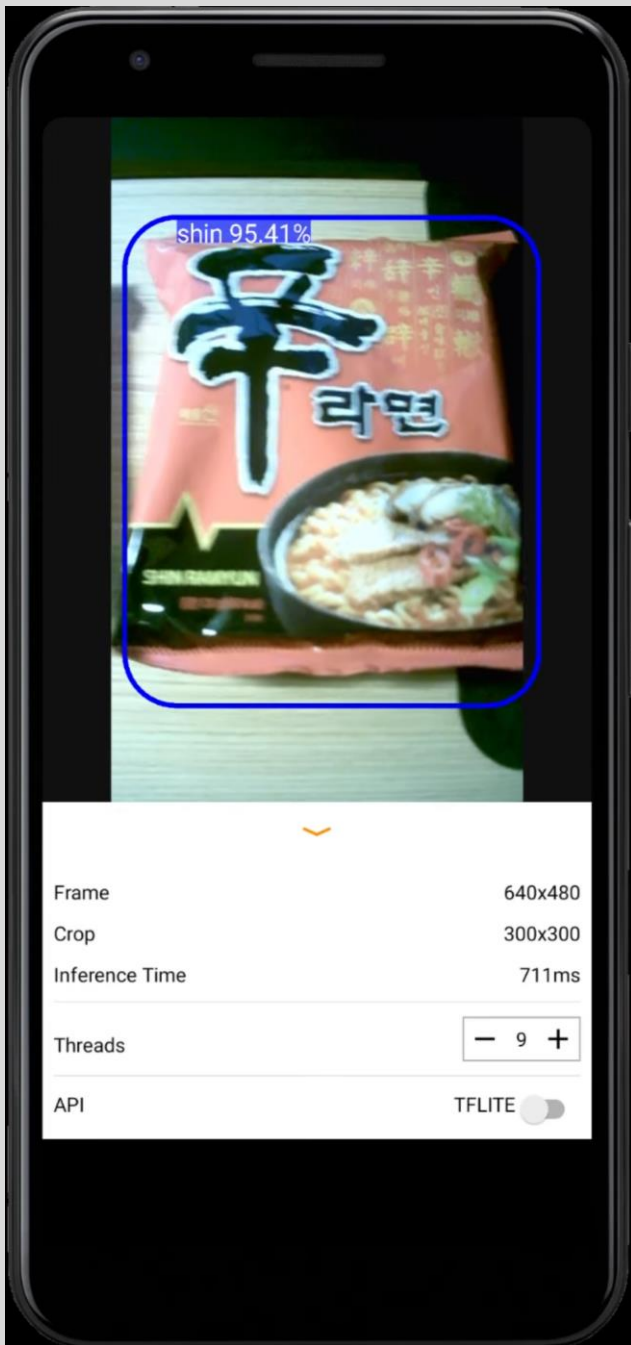 shin 95.41%
辛
라면
SHIN RAMYUN
Frame 640x480
Crop 300x300
Inference Time 711ms
Threads − 9 +
API TFLITE